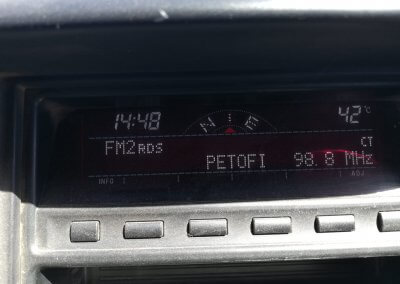 14:48 N E 42°C
CT
FM2 RDS
PETOFI 98.8 MHz
INFO ADJ